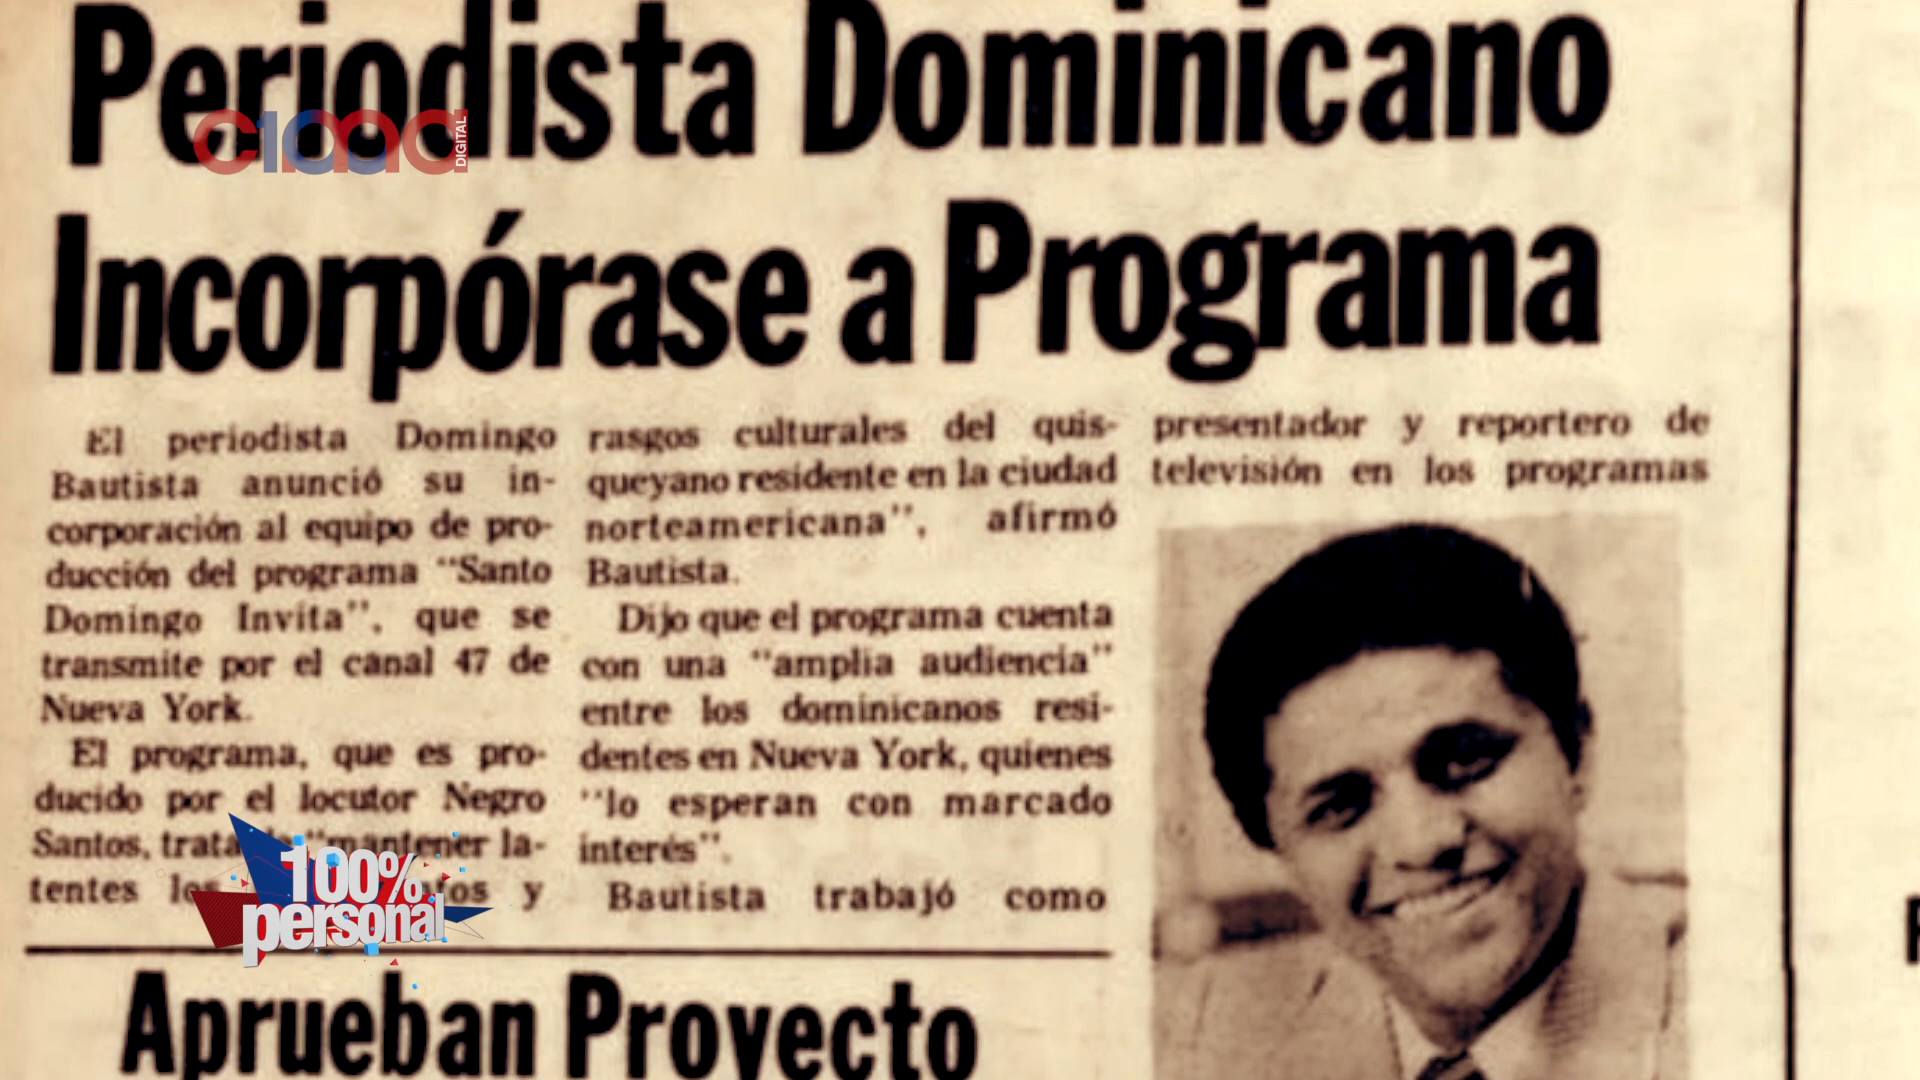 Periodista Dominicano
Incorpórase a Programa
c1ma DIGITAL
El periodista Domingo
Bautista anunció su in-
corporación al equipo de pro-
ducción del programa "Santo
Domingo Invita", que se
transmite por el canal 47 de
Nueva York.
El programa, que es pro-
ducido por el locutor Negro
Santos, trata "mantener la-
tentes y
rasgos culturales del quis-
queyano residente en la ciudad
norteamericana", afirmó
Bautista.
Dijo que el programa cuenta
con una "amplia audiencia"
entre los dominicanos resi-
dentes en Nueva York, quienes
"lo esperan con marcado
interés".
Bautista trabajó como
presentador y reportero de
televisión en los programas
100%
personal
Aprueban Proyecto